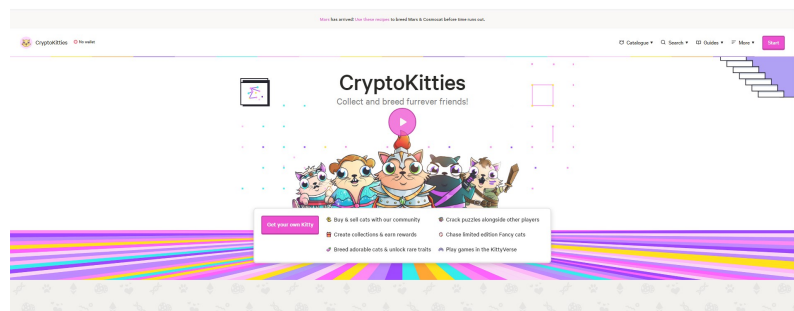 Mars has arrived! Use these recipes to breed Mars & Cosmocat before time runs out.
CryptoKitties No wallet Catalogue Search Guides More Start
CryptoKitties
Collect and breed furrever friends!
Get your own Kitty
Buy & sell cats with our community
Crack puzzles alongside other players
Create collections & earn rewards
Chase limited edition Fancy cats
Breed adorable cats & unlock rare traits
Play games in the KittyVerse